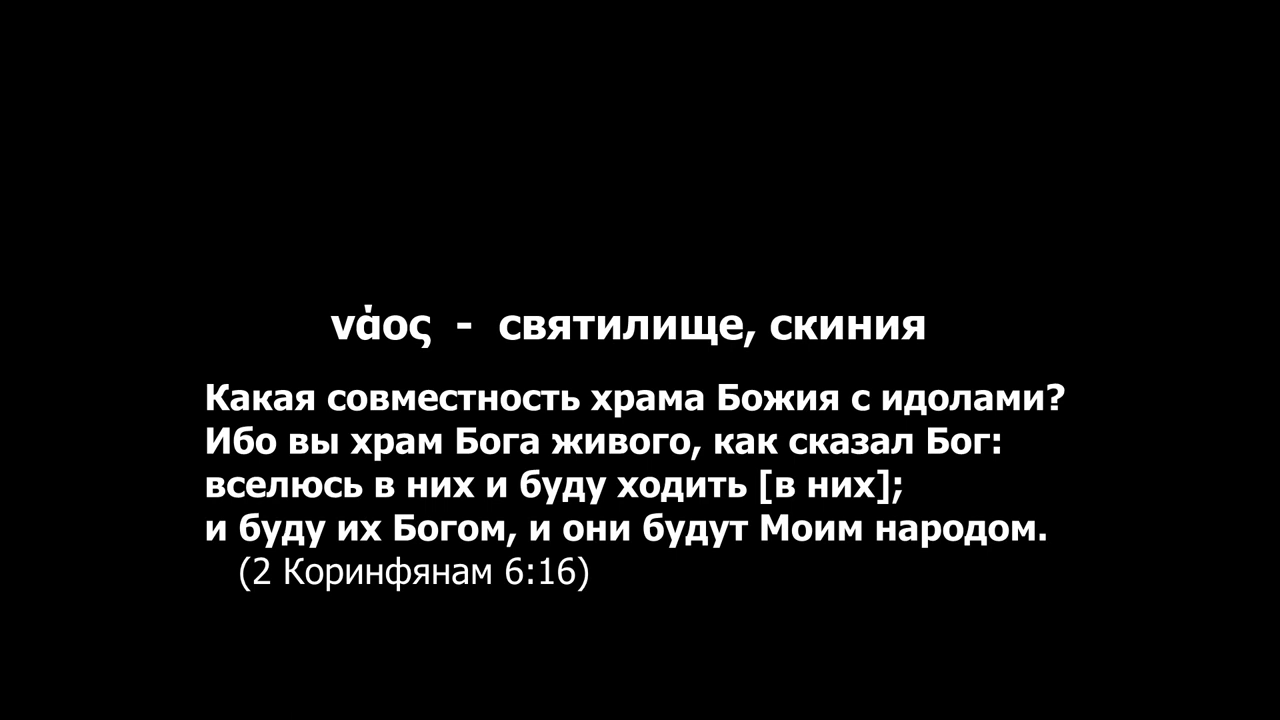 νάος - святилище, скиния
Какая совместность храма Божия с идолами?
Ибо вы храм Бога живого, как сказал Бог:
вселюсь в них и буду ходить [в них];
и буду их Богом, и они будут Моим народом.
(2 Коринфянам 6:16)